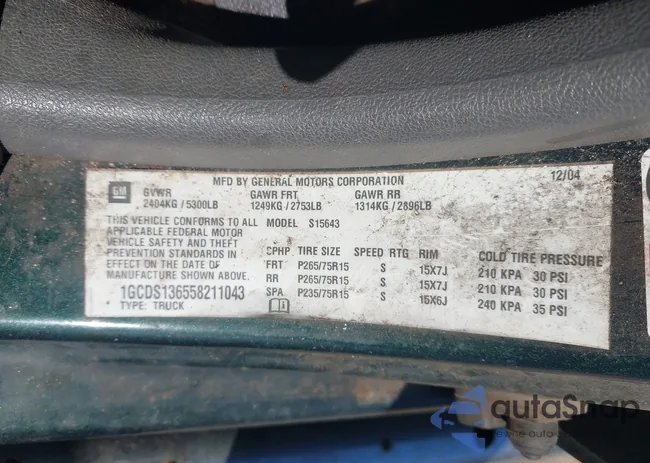 MFD BY GENERAL MOTORS CORPORATION 12/04
GM GVWR GAWR FRT GAWR RR
2404KG / 5300LB 1249KG / 2753LB 1314KG / 2896LB
THIS VEHICLE CONFORMS TO ALL MODEL S15643
APPLICABLE FEDERAL MOTOR
VEHICLE SAFETY AND THEFT
PREVENTION STANDARDS IN
EFFECT ON THE DATE OF
MANUFACTURE SHOWN ABOVE.
1GCDS136558211043
TYPE: TRUCK
CPHP TIRE SIZE SPEED RTG RIM COLD TIRE PRESSURE
FRT P265/75R15 S 15X7J 210 KPA 30 PSI
RR P265/75R15 S 15X7J 210 KPA 30 PSI
SPA P235/75R15 S 15X6J 240 KPA 35 PSI
autaSnap